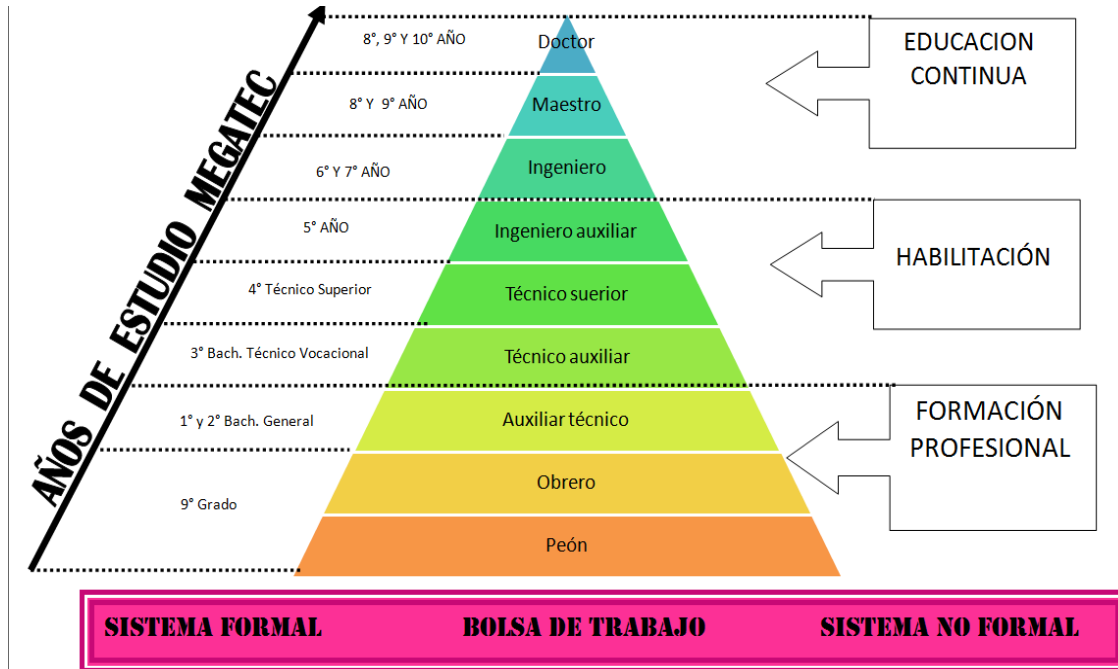 AÑOS DE ESTUDIO MEGATEC
8°, 9° Y 10° AÑO
Doctor
EDUCACION
CONTINUA
8° Y 9° AÑO
Maestro
6° Y 7° AÑO
Ingeniero
5° AÑO
Ingeniero auxiliar
HABILITACIÓN
4° Técnico Superior
Técnico suerior
3° Bach. Técnico Vocacional
Técnico auxiliar
1° y 2° Bach. General
Auxiliar técnico
FORMACIÓN
PROFESIONAL
9° Grado
Obrero
Peón
SISTEMA FORMAL
BOLSA DE TRABAJO
SISTEMA NO FORMAL